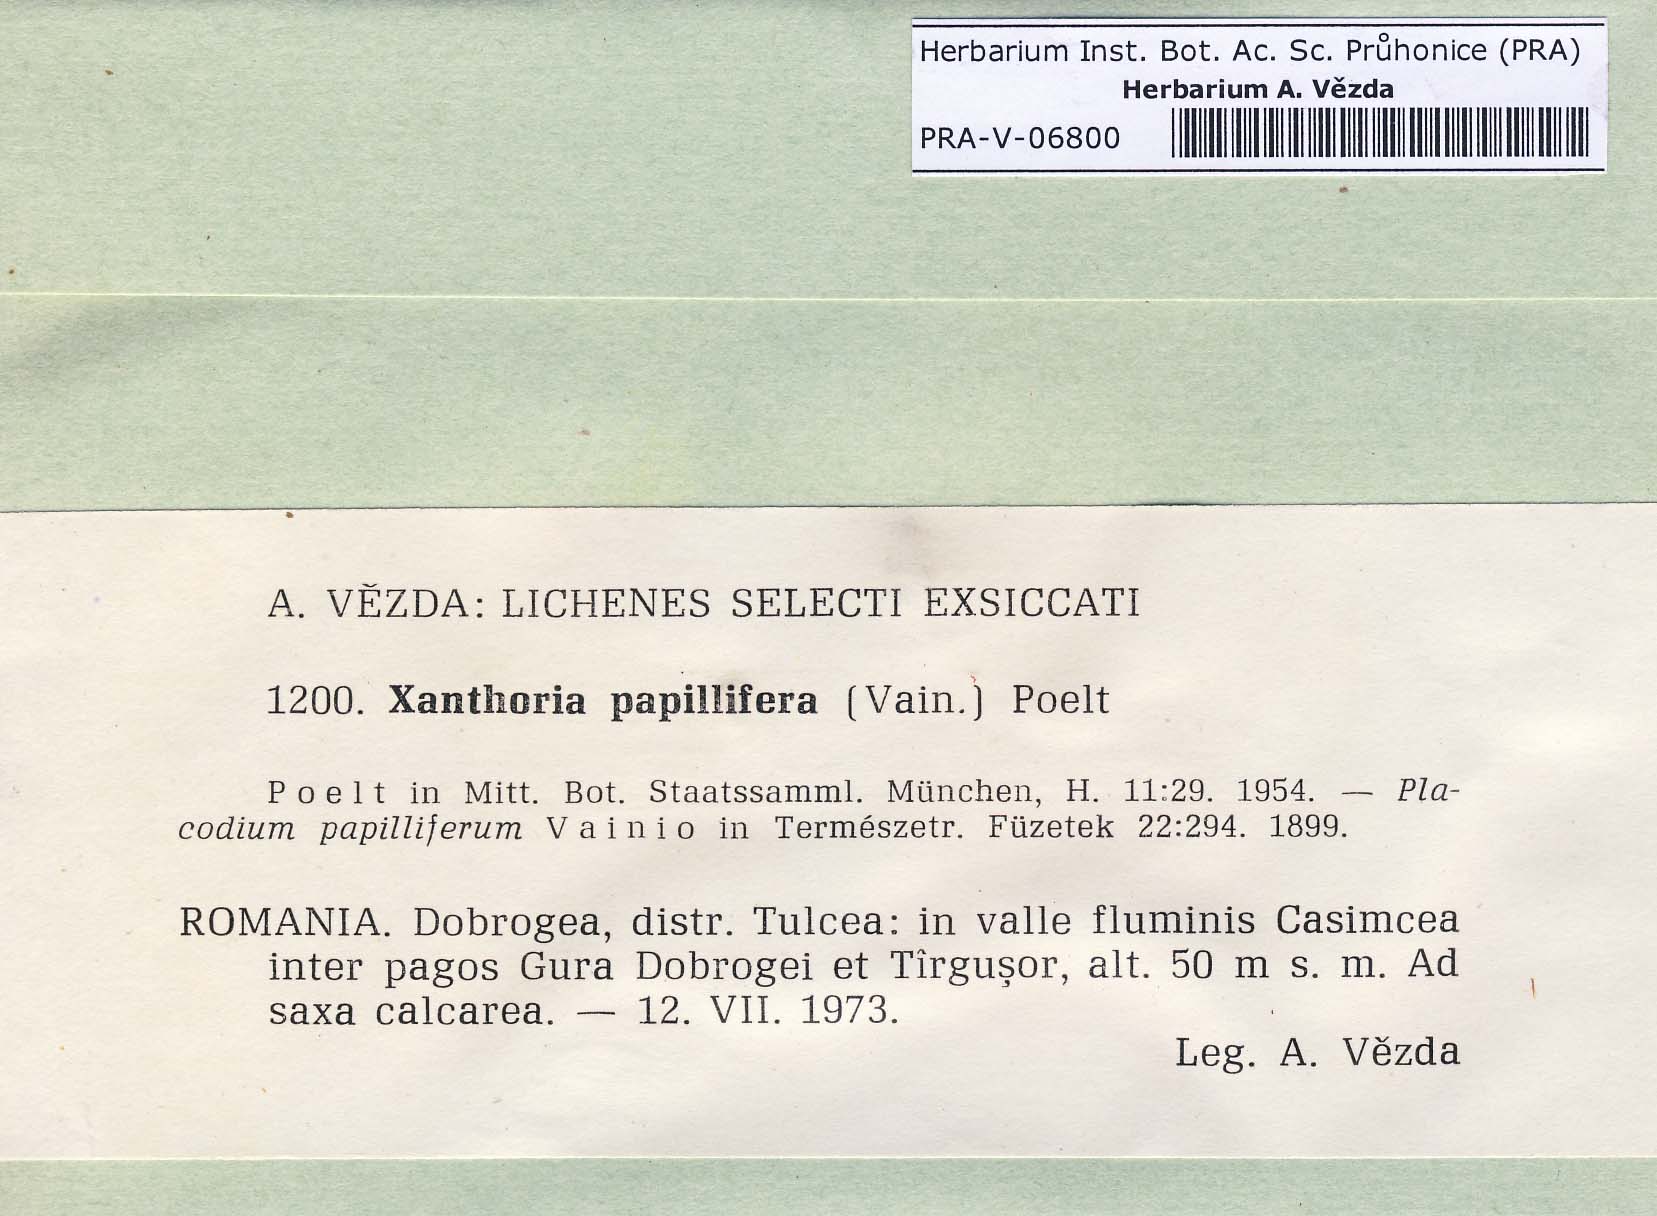 Herbarium Inst. Bot. Ac. Sc. Průhonice (PRA)
Herbarium A. Vězda
PRA-V-06800
A. VĚZDA: LICHENES SELECTI EXSICCATI
1200. Xanthoria papillifera (Vain.) Poelt
Poelt in Mitt. Bot. Staatssamml. München, H. 11:29. 1954. — Pla-
codium papilliferum Vainio in Természetr. Füzetek 22:294. 1899.
ROMANIA. Dobrogea, distr. Tulcea: in valle fluminis Casimcea
inter pagos Gura Dobrogei et Tîrgușor, alt. 50 m s. m. Ad
saxa calcarea. — 12. VII. 1973.
Leg. A. Vězda